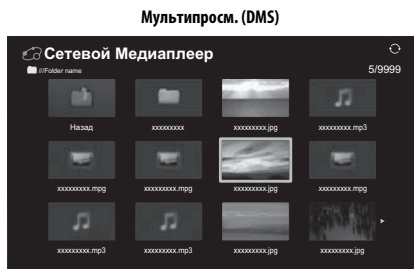 Мультипросм. (DMS)
Сетевой Медиаплеер
///Folder name 5/9999
Назад xxxxxxxxx xxxxxxxxx.jpg xxxxxxxxx.mp3
xxxxxxxxx.mpg xxxxxxxxx.mpg xxxxxxxxx.jpg xxxxxxxxx.mpg
xxxxxxxxx.mp3 xxxxxxxxx.mp3 xxxxxxxxx.jpg xxxxxxxxx.jpg